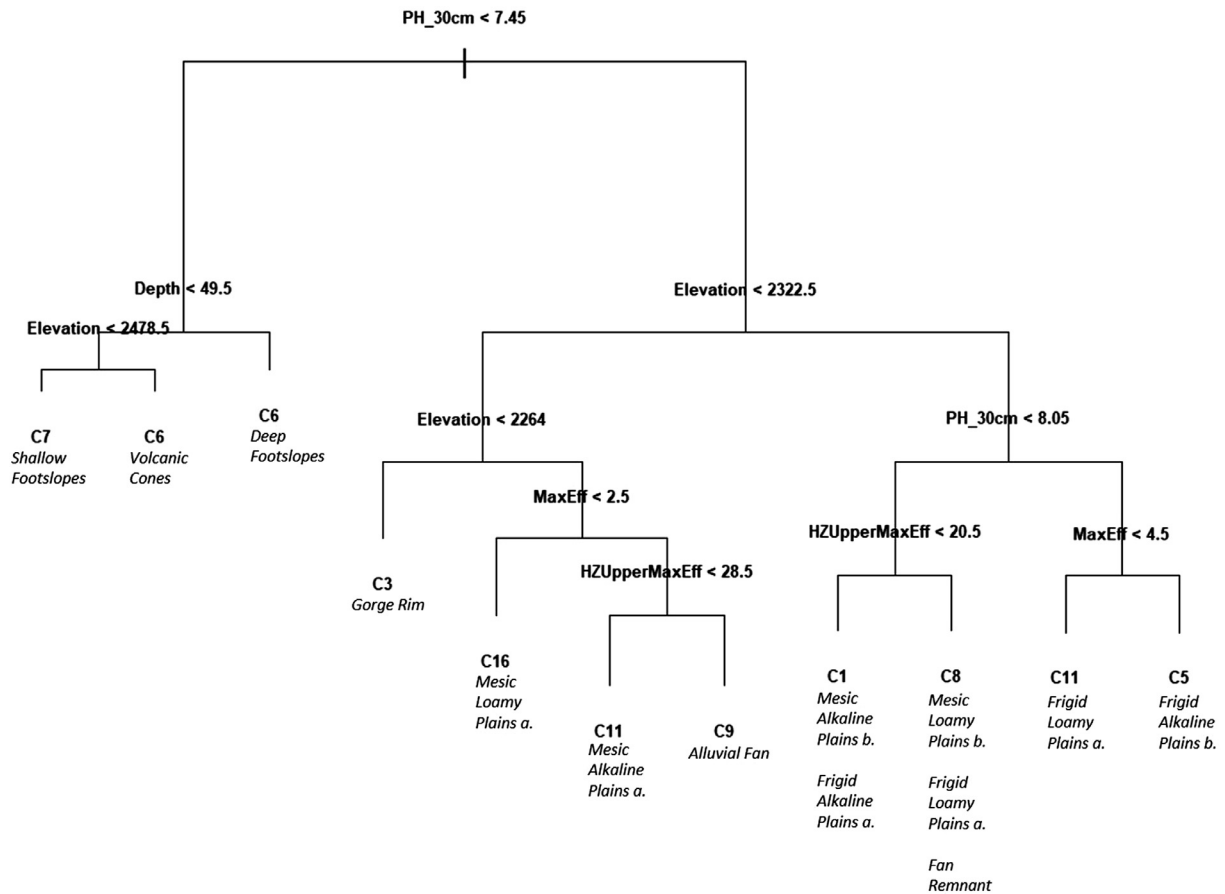 PH_30cm < 7.45
Depth < 49.5
Elevation < 2322.5
Elevation < 2478.5
C7
Shallow
Footslopes
C6
Volcanic
Cones
C6
Deep
Footslopes
Elevation < 2264
PH_30cm < 8.05
MaxEff < 2.5
HZUpperMaxEff < 20.5
MaxEff < 4.5
HZUpperMaxEff < 28.5
C3
Gorge Rim
C16
Mesic
Loamy
Plains a.
C11
Mesic
Alkaline
Plains a.
C9
Alluvial Fan
C1
Mesic
Alkaline
Plains b.
Frigid
Alkaline
Plains a.
C8
Mesic
Loamy
Plains b.
Frigid
Loamy
Plains a.
Fan
Remnant
C11
Frigid
Loamy
Plains a.
C5
Frigid
Alkaline
Plains b.